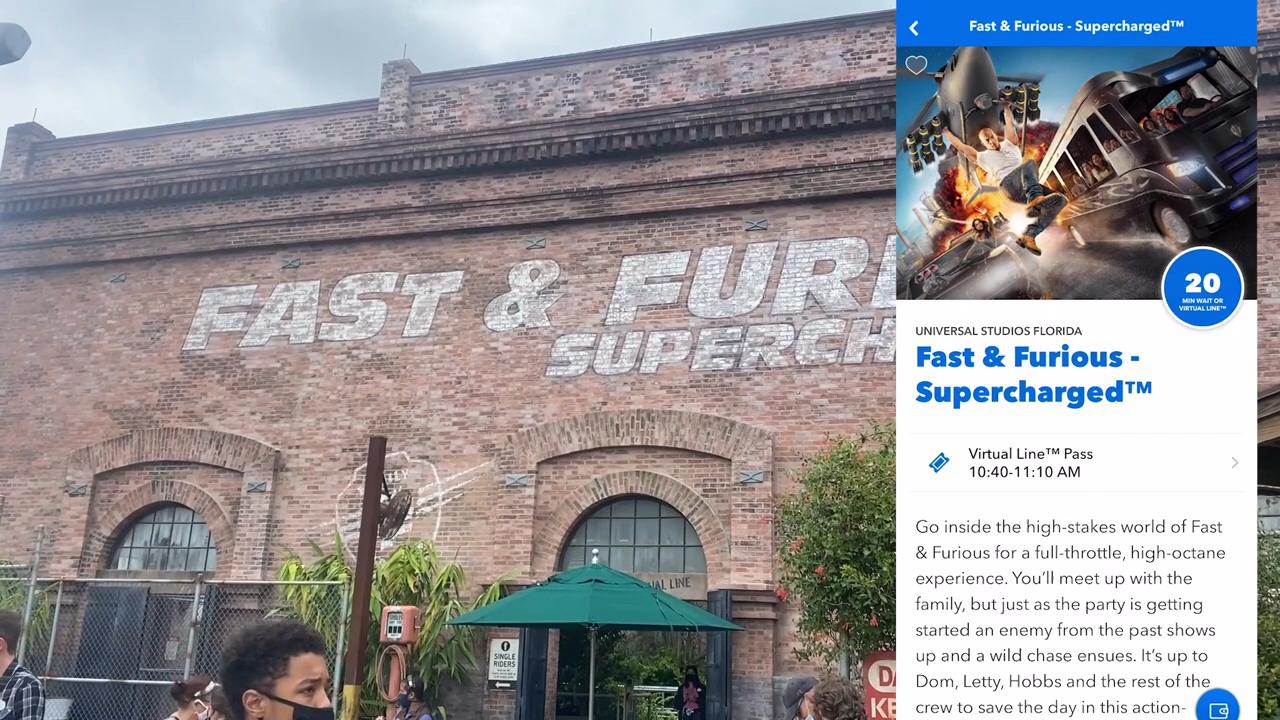 FAST & FURI
SUPERCH
NAL LINE
SINGLE
RIDERS
DA
KE
Fast & Furious - Supercharged™
20
MIN WAIT OR
VIRTUAL LINE™
UNIVERSAL STUDIOS FLORIDA
Fast & Furious -
Supercharged™
Virtual Line™ Pass
10:40-11:10 AM
Go inside the high-stakes world of Fast
& Furious for a full-throttle, high-octane
experience. You'll meet up with the
family, but just as the party is getting
started an enemy from the past shows
up and a wild chase ensues. It's up to
Dom, Letty, Hobbs and the rest of the
crew to save the day in this action-